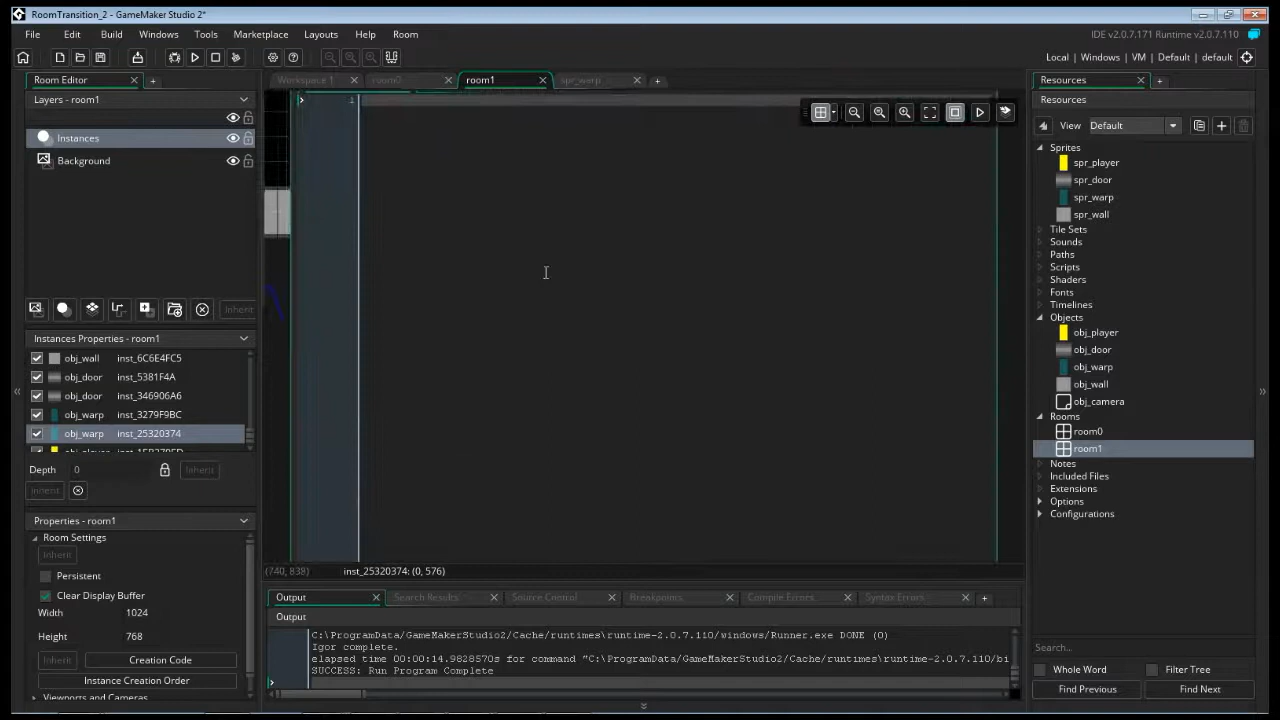 RoomTransition_2 - GameMaker Studio 2*
File Edit Build Windows Tools Marketplace Layouts Help Room
IDE v2.0.7.171 Runtime v2.0.7.110
Local | Windows | VM | Default | default
Room Editor
Workspace 1 room0 room1 spr_warp
Resources
Layers - room1
Resources
View Default
Instances
Background
1
Inherit
Instances Properties - room1
obj_wall inst_6C6E4FC5
obj_door inst_5381F4A
obj_door inst_346906A6
obj_warp inst_3279F9BC
obj_warp inst_25320374
Depth 0 Inherit
Inherit
Properties - room1
Room Settings
Inherit
Persistent
Clear Display Buffer
Width 1024
Height 768
Inherit Creation Code
Instance Creation Order
Viewports and Cameras
(740, 838) inst_25320374: (0, 576)
Output Search Results Source Control Breakpoints Compile Errors Syntax Errors
Output
C:\ProgramData/GameMakerStudio2/Cache/runtimes\runtime-2.0.7.110/windows/Runner.exe DONE (0)
Igor complete.
elapsed time 00:00:14.9828570s for command "C:\ProgramData/GameMakerStudio2/Cache/runtimes\runtime-2.0.7.110/bi
SUCCESS: Run Program Complete
Sprites
spr_player
spr_door
spr_warp
spr_wall
Tile Sets
Sounds
Paths
Scripts
Shaders
Fonts
Timelines
Objects
obj_player
obj_door
obj_warp
obj_wall
obj_camera
Rooms
room0
room1
Notes
Included Files
Extensions
Options
Configurations
Search...
Whole Word Filter Tree
Find Previous Find Next